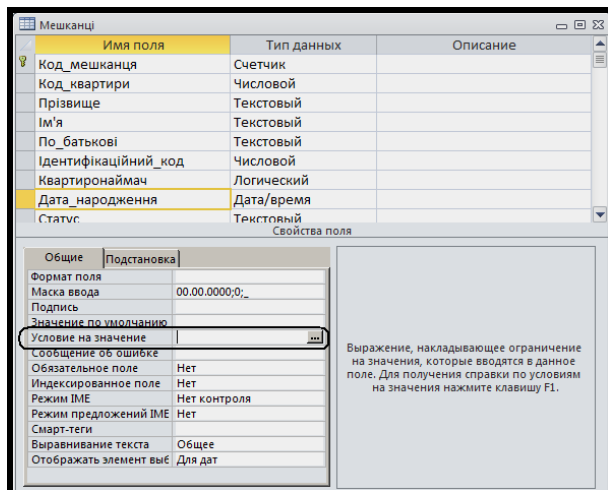 Мешканці
Имя поля Тип данных Описание
Код_мешканця Счетчик
Код_квартири Числовой
Прізвище Текстовый
Ім'я Текстовый
По_батькові Текстовый
Ідентифікаційний_код Числовой
Квартиронаймач Логический
Дата_народження Дата/время
Статус Текстовый
Свойства поля
Общие Подстановка
Формат поля
Маска ввода 00.00.0000;0;_
Подпись
Значение по умолчанию
Условие на значение ...
Сообщение об ошибке
Обязательное поле Нет
Индексированное поле Нет
Режим IME Нет контроля
Режим предложений IME Нет
Смарт-теги
Выравнивание текста Общее
Отображать элемент выб Для дат
Выражение, накладывающее ограничение
на значения, которые вводятся в данное
поле. Для получения справки по условиям
на значения нажмите клавишу F1.